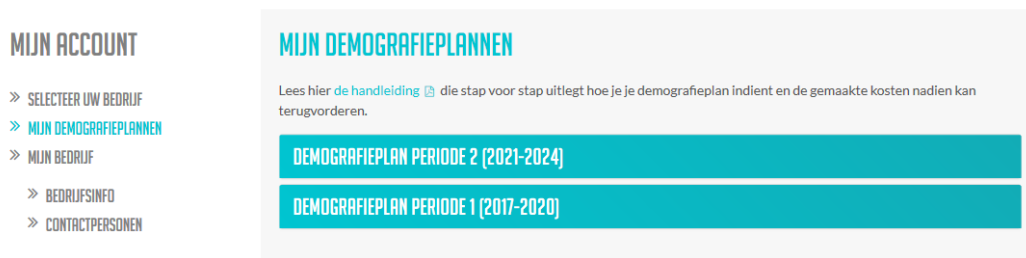 MIJN ACCOUNT
SELECTEER UW BEDRIJF
MIJN DEMOGRAFIEPLANNEN
MIJN BEDRIJF
BEDRIJFSINFO
CONTACTPERSONEN
MIJN DEMOGRAFIEPLANNEN
Lees hier de handleiding die stap voor stap uitlegt hoe je je demografieplan indient en de gemaakte kosten nadien kan
terugvorderen.
DEMOGRAFIEPLAN PERIODE 2 (2021-2024)
DEMOGRAFIEPLAN PERIODE 1 (2017-2020)